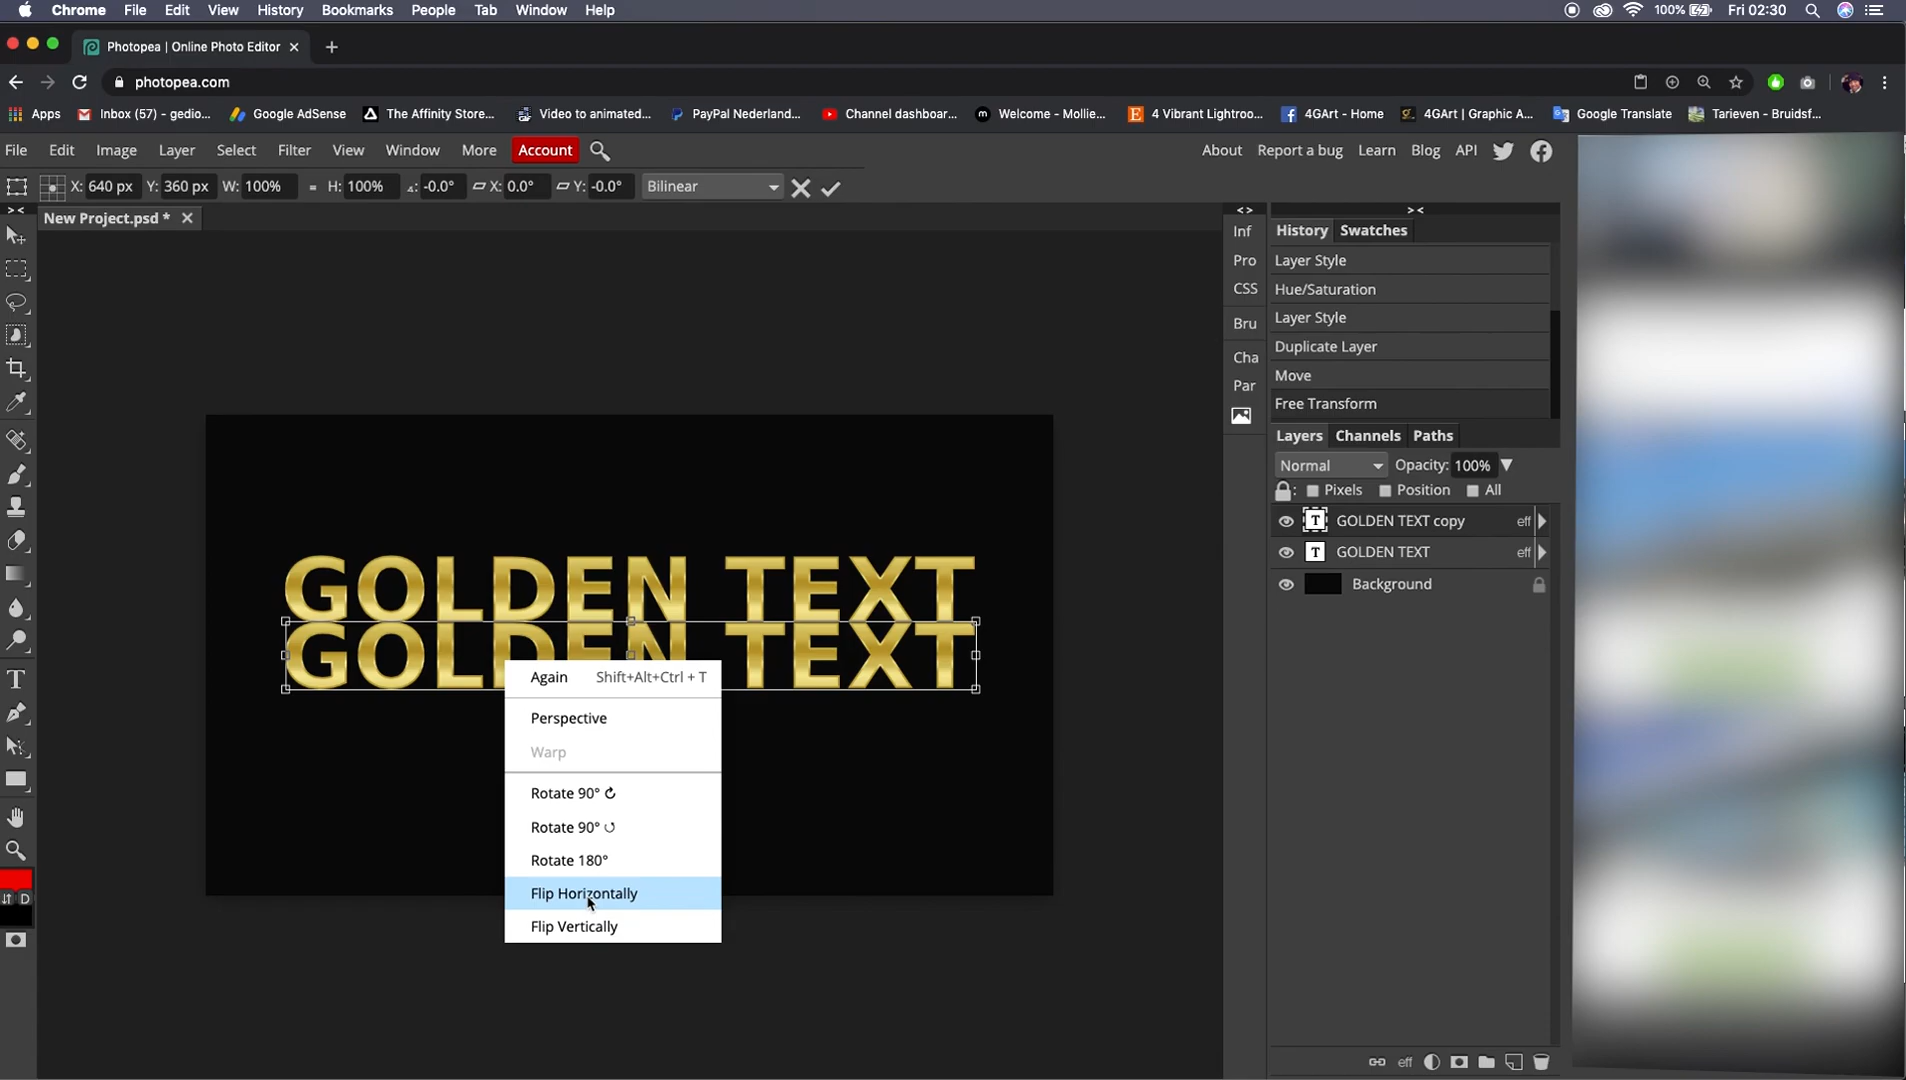 Chrome File Edit View History Bookmarks People Tab Window Help 100% Fri 02:30
Photopea | Online Photo Editor
photopea.com
Apps Inbox (57) - gedio... Google AdSense The Affinity Store... Video to animated... PayPal Nederland... Channel dashboar... Welcome - Mollie... 4 Vibrant Lightroo... 4GArt - Home 4GArt | Graphic A... Google Translate Tarieven - Bruidsf...
File Edit Image Layer Select Filter View Window More Account About Report a bug Learn Blog API
X: 640 px Y: 360 px W: 100% = H: 100% -0.0° X: 0.0° Y: -0.0° Bilinear
New Project.psd *
Inf
Pro
CSS
Bru
Cha
Par
History Swatches
Layer Style
Hue/Saturation
Layer Style
Duplicate Layer
Move
Free Transform
Layers Channels Paths
Normal Opacity: 100%
Pixels Position All
GOLDEN TEXT copy eff
GOLDEN TEXT eff
Background
GOLDEN TEXT
GOLDEN TEXT
Again Shift+Alt+Ctrl + T
Perspective
Warp
Rotate 90°
Rotate 90°
Rotate 180°
Flip Horizontally
Flip Vertically
T
D
eff